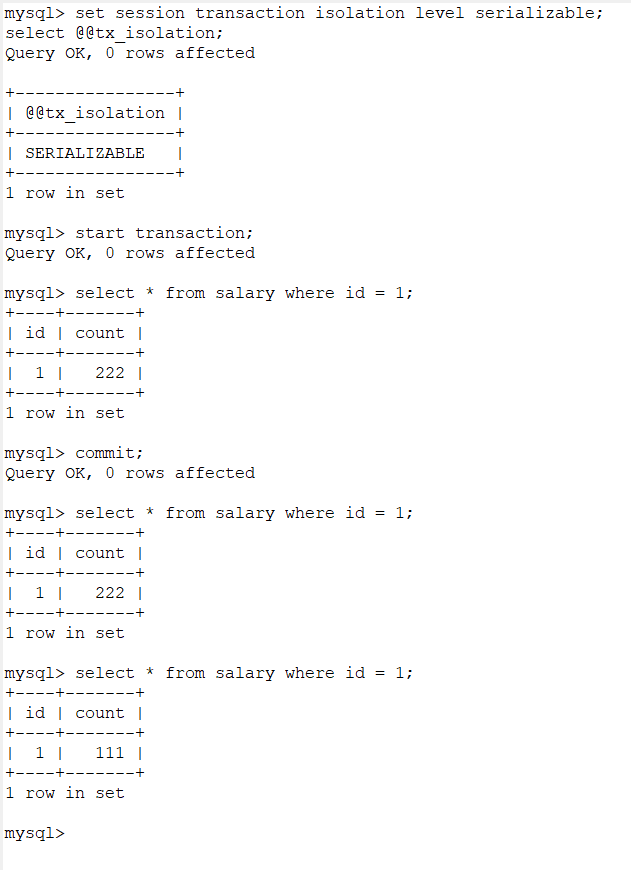 mysql> set session transaction isolation level serializable;
select @@tx_isolation;
Query OK, 0 rows affected

+----------------+
| @@tx_isolation |
+----------------+
| SERIALIZABLE   |
+----------------+
1 row in set

mysql> start transaction;
Query OK, 0 rows affected

mysql> select * from salary where id = 1;
+----+-------+
| id | count |
+----+-------+
|  1 |   222 |
+----+-------+
1 row in set

mysql> commit;
Query OK, 0 rows affected

mysql> select * from salary where id = 1;
+----+-------+
| id | count |
+----+-------+
|  1 |   222 |
+----+-------+
1 row in set

mysql> select * from salary where id = 1;
+----+-------+
| id | count |
+----+-------+
|  1 |   111 |
+----+-------+
1 row in set

mysql>